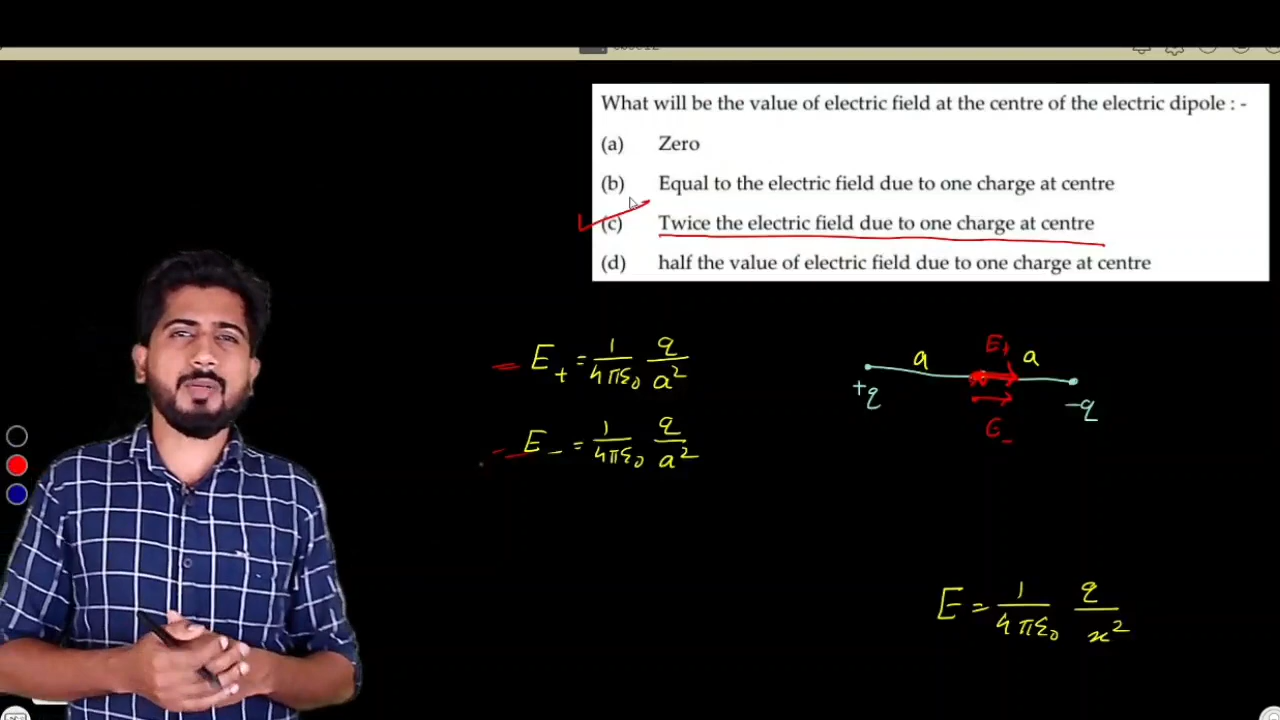 What will be the value of electric field at the centre of the electric dipole : -
(a) Zero
(b) Equal to the electric field due to one charge at centre
(c) Twice the electric field due to one charge at centre
(d) half the value of electric field due to one charge at centre
E₊ = 1/4πε₀ q/a²
E₋ = 1/4πε₀ q/a²
a E₊ a
+q -q
E₋
E = 1/4πε₀ q/x²